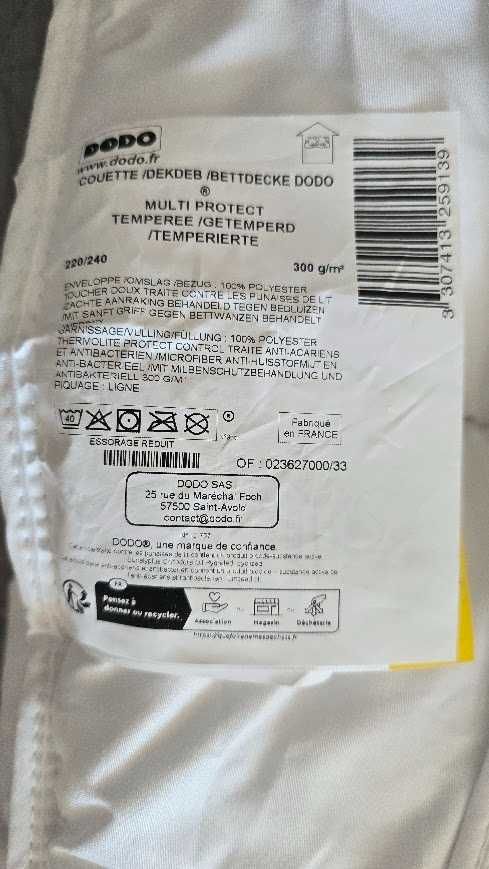 DODO
www.dodo.fr
COUETTE /DEKDEB /BETTDECKE DODO
®
MULTI PROTECT
TEMPEREE /GETEMPERD
/TEMPERIERTE
220/240
300 g/m²
ENVELOPPE /OMSLAG /BEZUG : 100% POLYESTER
TOUCHER DOUX TRAITE CONTRE LES PUNAISES DE LIT
/ZACHTE AANRAKING BEHANDELD TEGEN BEDLUIZEN
/MIT SANFT GRIFF GEGEN BETTWANZEN BEHANDELT
GARNISSAGE/VULLING/FÜLLUNG : 100% POLYESTER
THERMOLITE PROTECT CONTROL TRAITE ANTI-ACARIENS
ET ANTIBACTERIEN /MICROFIBER ANTI-HUISSTOFMIJT EN
ANTI-BACTERIEEL /MIT MILBENSCHUTZBEHANDLUNG UND
ANTIBAKTERIELL 300 G/M²
PIQUAGE : LIGNE
40
®
ESSORAGE REDUIT
Fabriqué
en FRANCE
OF : 023627000/33
DODO SAS
25 rue du Maréchal Foch
57500 Saint-Avold
contact@dodo.fr
DODO®, une marque de confiance
FR
Pensez à
donner ou recycler.
Association
Magasin
Déchèterie
3 307413 259139